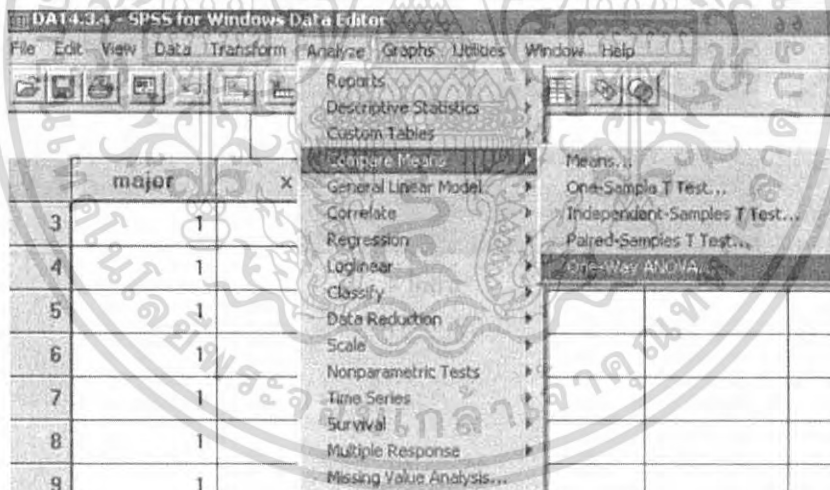 DAT4.3.4 - SPSS for Windows Data Editor
File Edit View Data Transform Analyze Graphs Utilities Window Help
Reports
Descriptive Statistics
Custom Tables
Compare Means
General Linear Model
Correlate
Regression
Loglinear
Classify
Data Reduction
Scale
Nonparametric Tests
Time Series
Survival
Multiple Response
Missing Value Analysis...
Means...
One-Sample T Test...
Independent-Samples T Test...
Paired-Samples T Test...
One-Way ANOVA...
major x
3 1
4 1
5 1
6 1
7 1
8 1
9 1